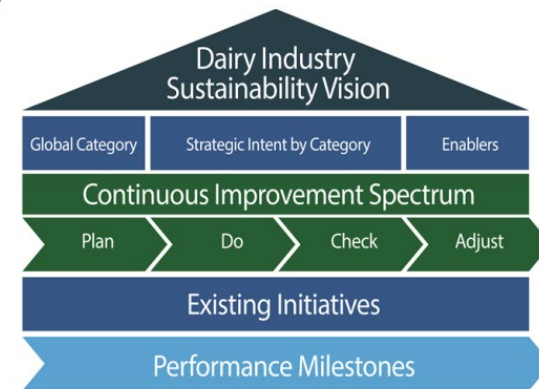 Dairy Industry
Sustainability Vision
Global Category
Strategic Intent by Category
Enablers
Continuous Improvement Spectrum
Plan
Do
Check
Adjust
Existing Initiatives
Performance Milestones